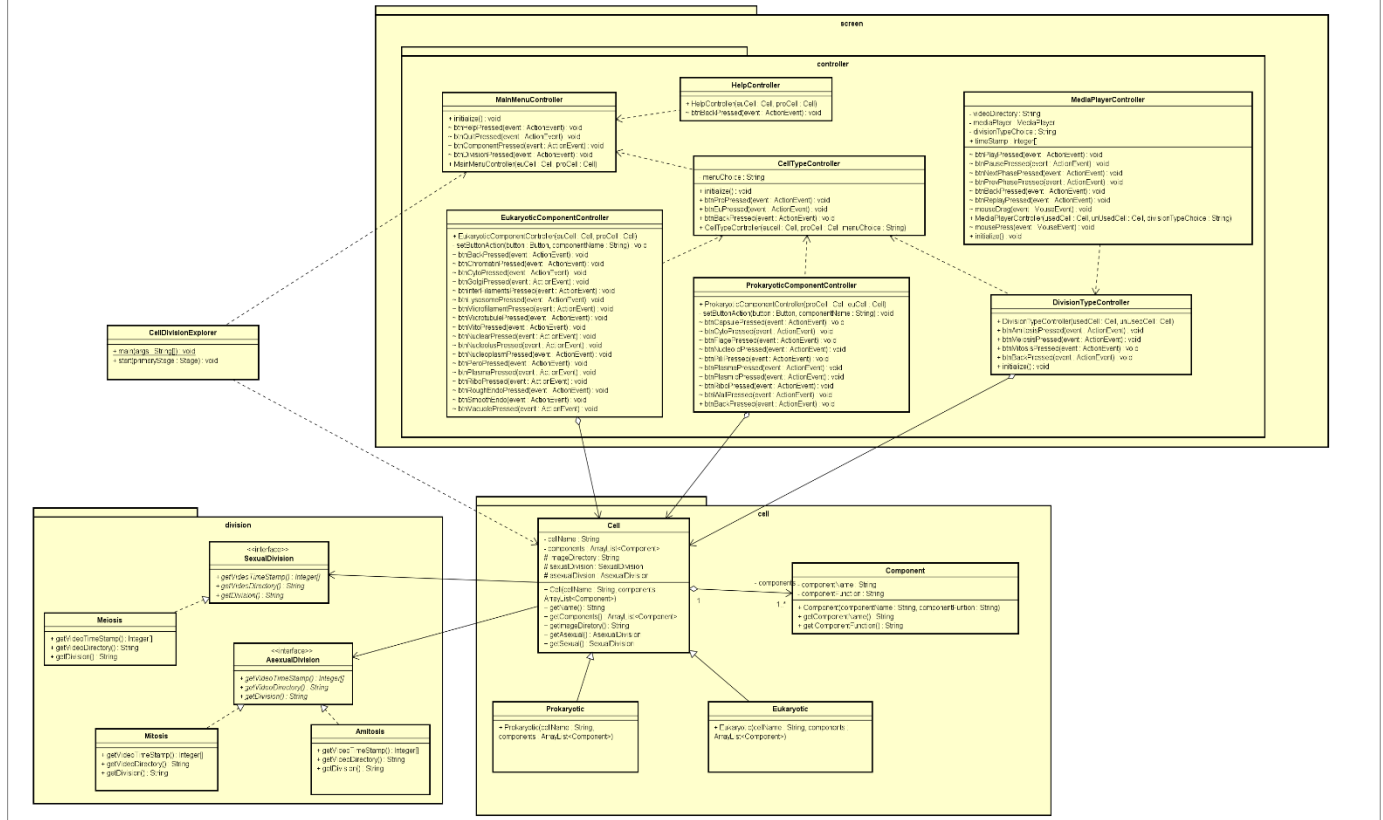 screen
controller
HelpController
+ HelpController(euCell : Cell, proCell : Cell)
~ btnBackPressed(event : ActionEvent) : void
MainMenuController
+ initialize() : void
~ btnHelpPressed(event : ActionEvent) : void
~ btnQuitPressed(event : ActionEvent) : void
~ btnComponentPressed(event : ActionEvent) : void
~ btnDivisionPressed(event : ActionEvent) : void
+ MainMenuController(euCell : Cell, proCell : Cell)
MediaPlayerController
- videoDirectory : String
- mediaPlayer : MediaPlayer
- divisionTypeChoice : String
+ timeStamp : Integer[]
~ btnPlayPressed(event : ActionEvent) : void
~ btnPausePressed(event : ActionEvent) : void
~ btnNextPhasePressed(event : ActionEvent) : void
~ btnPrevPhasePressed(event : ActionEvent) : void
~ btnBackPressed(event : ActionEvent) : void
~ btnReplayPressed(event : ActionEvent) : void
~ mouseDrag(event : MouseEvent) : void
+ MediaPlayerController(usedCell : Cell, unUsedCell : Cell, divisionTypeChoice : String)
~ mousePress(event : MouseEvent) : void
+ initialize() : void
CellTypeController
menuChoice : String
+ initialize() : void
+ btnProPressed(event : ActionEvent) : void
~ btnEuPressed(event : ActionEvent) : void
+ btnBackPressed(event : ActionEvent) : void
~ CellTypeController(eucell : Cell, proCell : Cell, menuChoice : String)
EukaryoticComponentController
+ EukaryoticComponentController(euCell : Cell, proCell : Cell)
setButtonAction(button : Button, componentName : String) : void
~ btnBackPressed(event : ActionEvent) : void
~ btnChromatinPressed(event : ActionEvent) : void
~ btnCytoPressed(event : ActionEvent) : void
~ btnGolgiPressed(event : ActionEvent) : void
~ btnInterFilamentsPressed(event : ActionEvent) : void
~ btnLysosomePressed(event : ActionEvent) : void
~ btnMicrofilamentPressed(event : ActionEvent) : void
~ btnMicrotubulePressed(event : ActionEvent) : void
~ btnMitoPressed(event : ActionEvent) : void
~ btnNuclearPressed(event : ActionEvent) : void
~ btnNucleolusPressed(event : ActionEvent) : void
~ btnNucleoplasmPressed(event : ActionEvent) : void
~ btnPeroPressed(event : ActionEvent) : void
~ btnPlasmaPressed(event : ActionEvent) : void
~ btnRiboPressed(event : ActionEvent) : void
~ btnRoughEndoPressed(event : ActionEvent) : void
~ btnSmoothEndo(event : ActionEvent) : void
~ btnVacuolePressed(event : ActionEvent) : void
ProkaryoticComponentController
+ ProkaryoticComponentController(proCell : Cell, euCell : Cell)
setButtonAction(button : Button, componentName : String) : void
~ btnCapsulePressed(event : ActionEvent) : void
~ btnCytoPressed(event : ActionEvent) : void
~ btnFlagePressed(event : ActionEvent) : void
~ btnNucleoidPressed(event : ActionEvent) : void
~ btnPiliPressed(event : ActionEvent) : void
~ btnPlasmaPressed(event : ActionEvent) : void
~ btnPlasmidPressed(event : ActionEvent) : void
~ btnRiboPressed(event : ActionEvent) : void
~ btnWallPressed(event : ActionEvent) : void
+ btnBackPressed(event : ActionEvent) : void
DivisionTypeController
+ DivisionTypeController(usedCell : Cell, unusedCell : Cell)
+ btnAmitosisPressed(event : ActionEvent) : void
+ btnMeiosisPressed(event : ActionEvent) : void
+ btnMitosisPressed(event : ActionEvent) : void
+ btnBackPressed(event : ActionEvent) : void
+ initialize() : void
CellDivisionExplorer
+ main(args : String[]) : void
+ start(primaryStage : Stage) : void
division
<<interface>>
SexualDivision
+ getVideoTimeStamp() : Integer[]
+ getVideoDirectory() : String
+ getDivision() : String
Meiosis
+ getVideoTimeStamp() : Integer[]
+ getVideoDirectory() : String
+ getDivision() : String
<<interface>>
AsexualDivision
+ getVideoTimeStamp() : Integer[]
+ getVideoDirectory() : String
+ getDivision() : String
Mitosis
+ getVideoTimeStamp() : Integer[]
+ getVideoDirectory() : String
+ getDivision() : String
Amitosis
+ getVideoTimeStamp() : Integer[]
+ getVideoDirectory() : String
+ getDivision() : String
cell
Cell
- cellName : String
- components : ArrayList<Component>
# imageDirectory : String
# sexualDivision : SexualDivision
# asexualDivision : AsexualDivision
+ Cell(cellName : String, components :
ArrayList<Component>)
~ getName() : String
~ getComponents() : ArrayList<Component>
~ getImageDiretory() : String
~ getAsexual() : AsexualDivision
~ getSexual() : SexualDivision
- components
1
1..*
Component
- componentName : String
- componentFunction : String
+ Component(componentName : String, componentFuntion : String)
+ getComponentName() : String
+ get ComponentFunction() : String
Prokaryotic
+ Prokaryotic(cellName : String,
components : ArrayList<Component>)
Eukaryotic
+ Eukaryotic(cellName : String, components :
ArrayList<Component>)